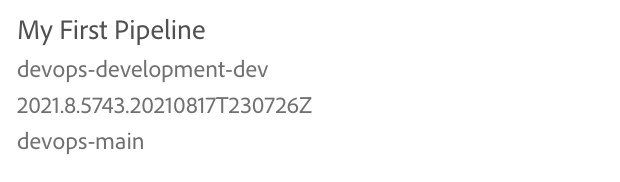 My First Pipeline
devops-development-dev
2021.8.5743.20210817T230726Z
devops-main